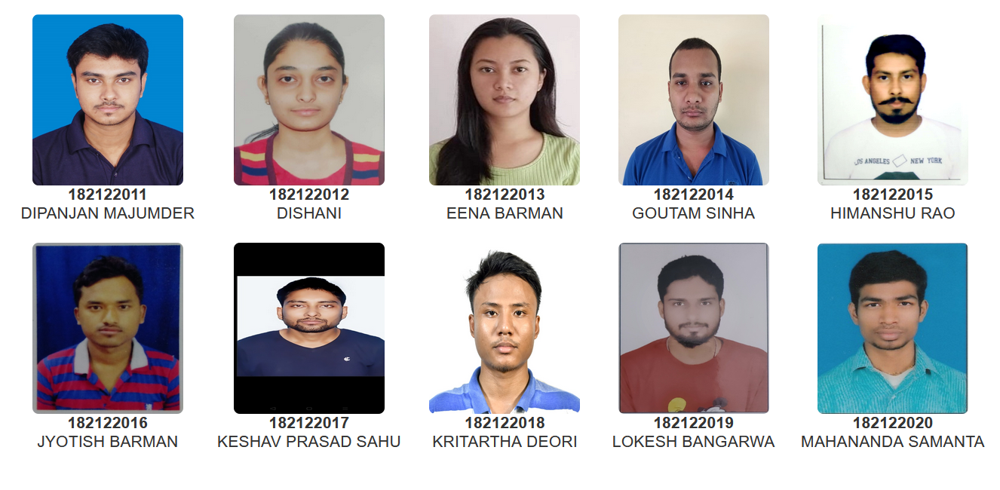 LOS ANGELES NEW YORK
182122011 182122012 182122013 182122014 182122015
DIPANJAN MAJUMDER DISHANI EENA BARMAN GOUTAM SINHA HIMANSHU RAO
182122016 182122017 182122018 182122019 182122020
JYOTISH BARMAN KESHAV PRASAD SAHU KRITARTHA DEORI LOKESH BANGARWA MAHANANDA SAMANTA